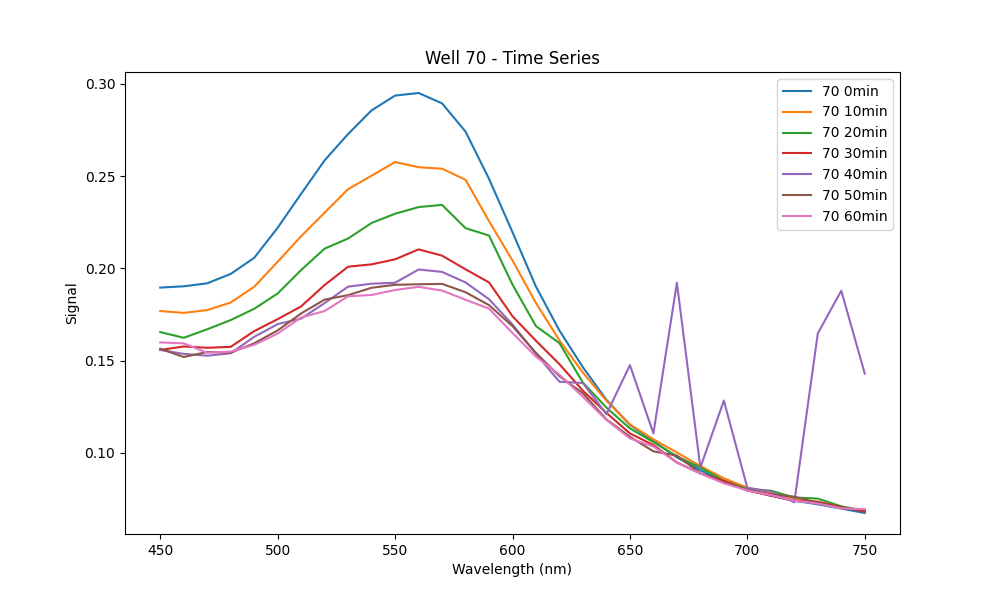 Well 70 - Time Series
70 0min
70 10min
70 20min
70 30min
70 40min
70 50min
70 60min
Signal
0.30
0.25
0.20
0.15
0.10
450 500 550 600 650 700 750
Wavelength (nm)